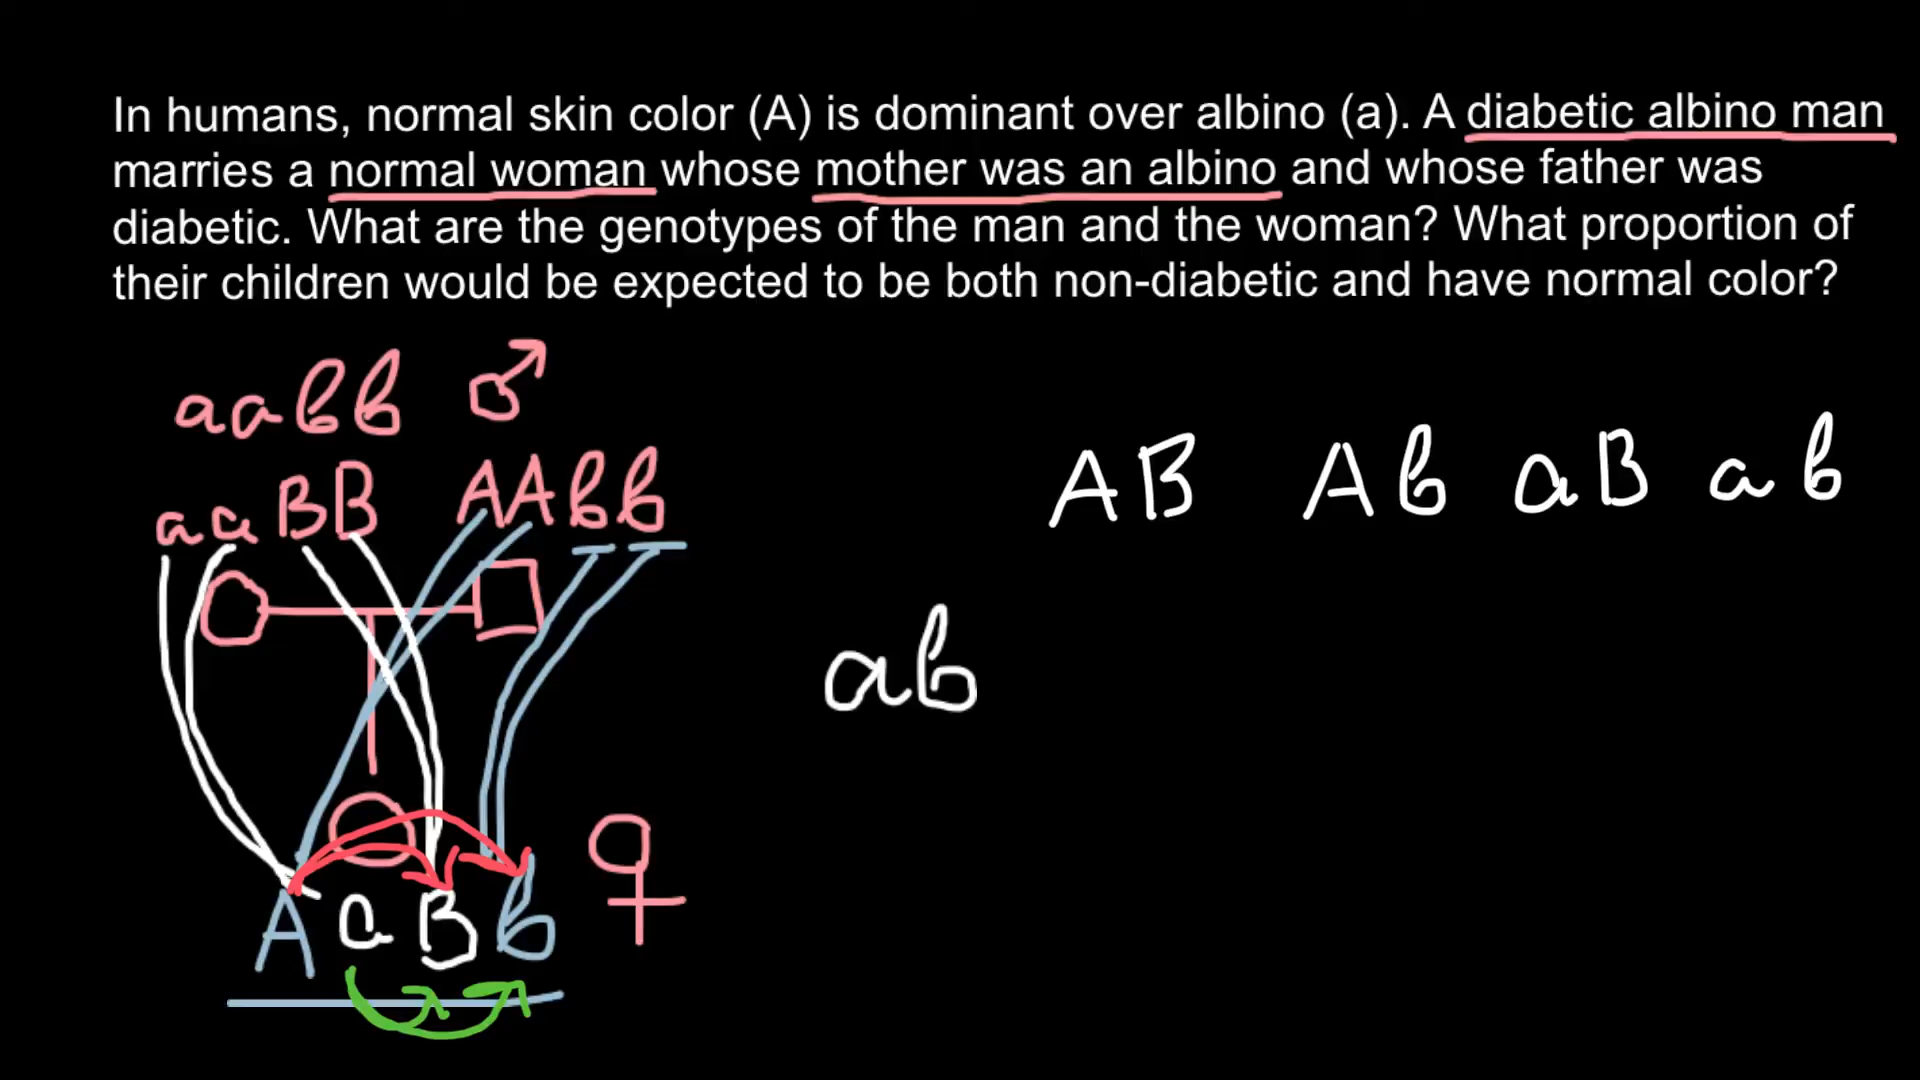 In humans, normal skin color (A) is dominant over albino (a). A diabetic albino man
marries a normal woman whose mother was an albino and whose father was
diabetic. What are the genotypes of the man and the woman? What proportion of
their children would be expected to be both non-diabetic and have normal color?
aabb ♂
aaBB AAbb
AB Ab aB ab
ab
AaBb ♀